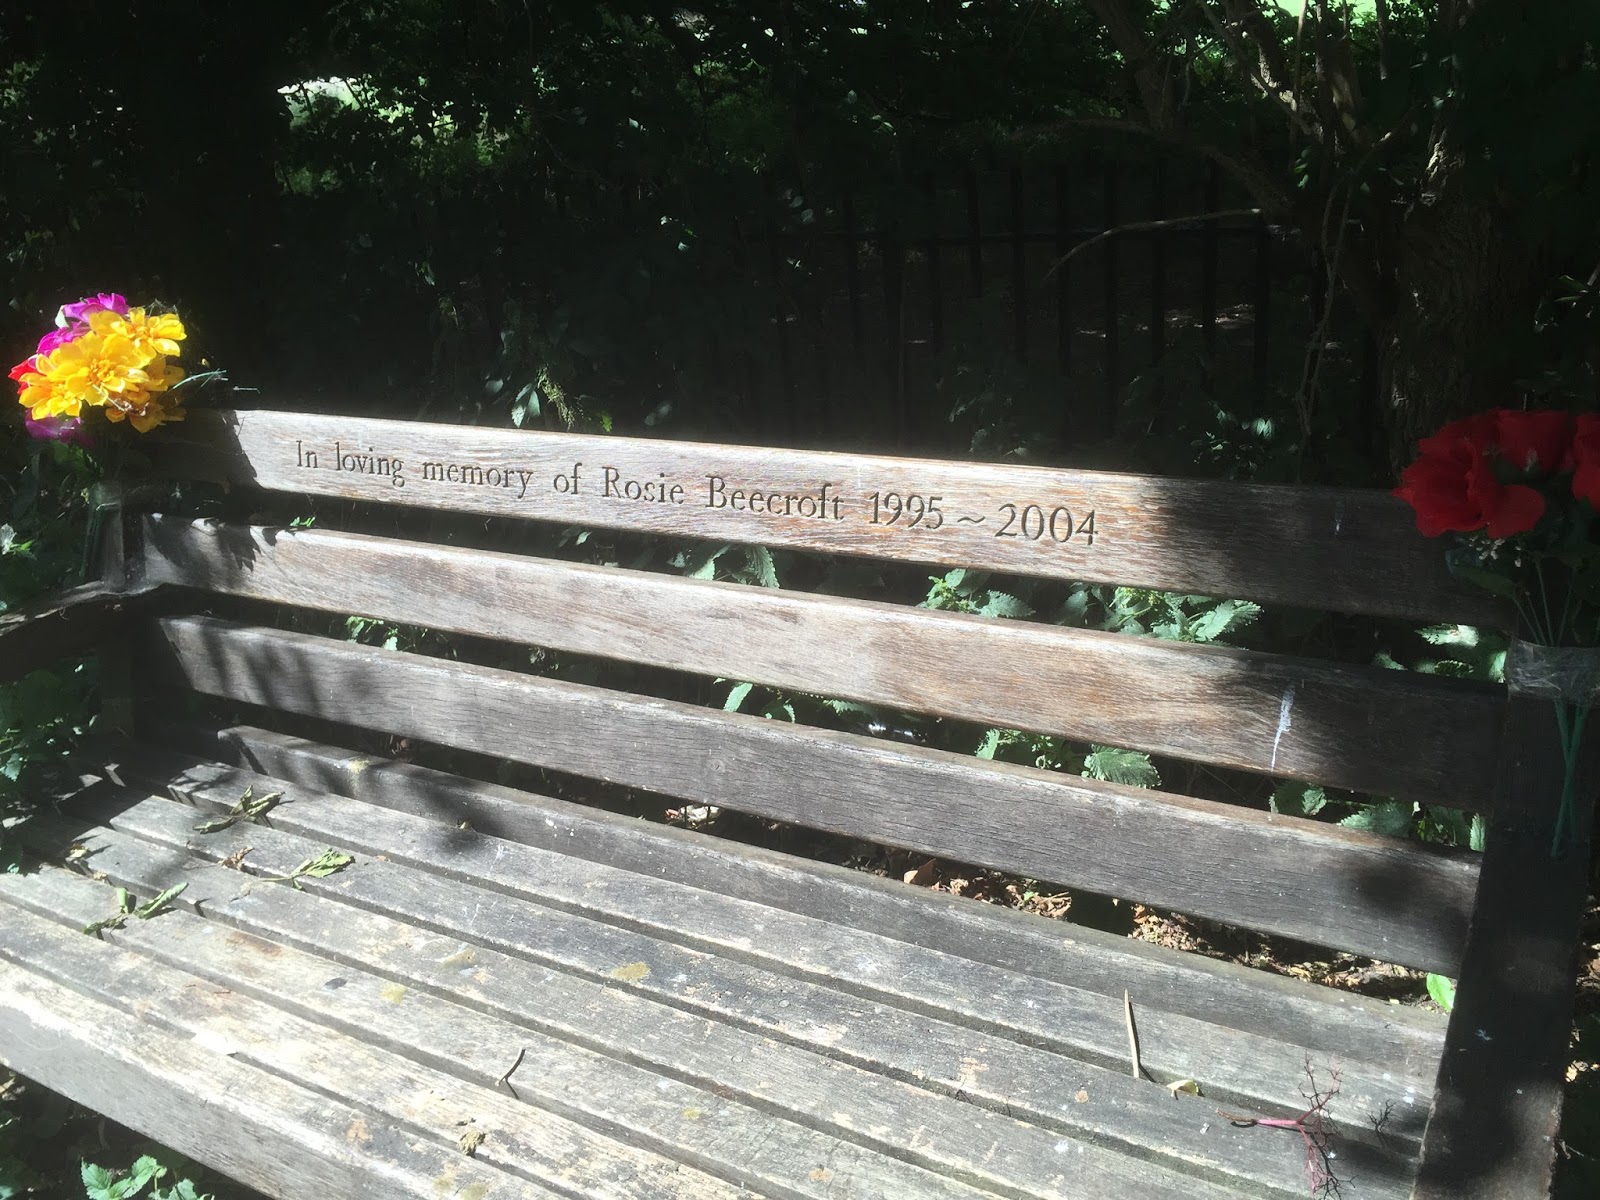 In loving memory of Rosie Beecroft 1995~2004